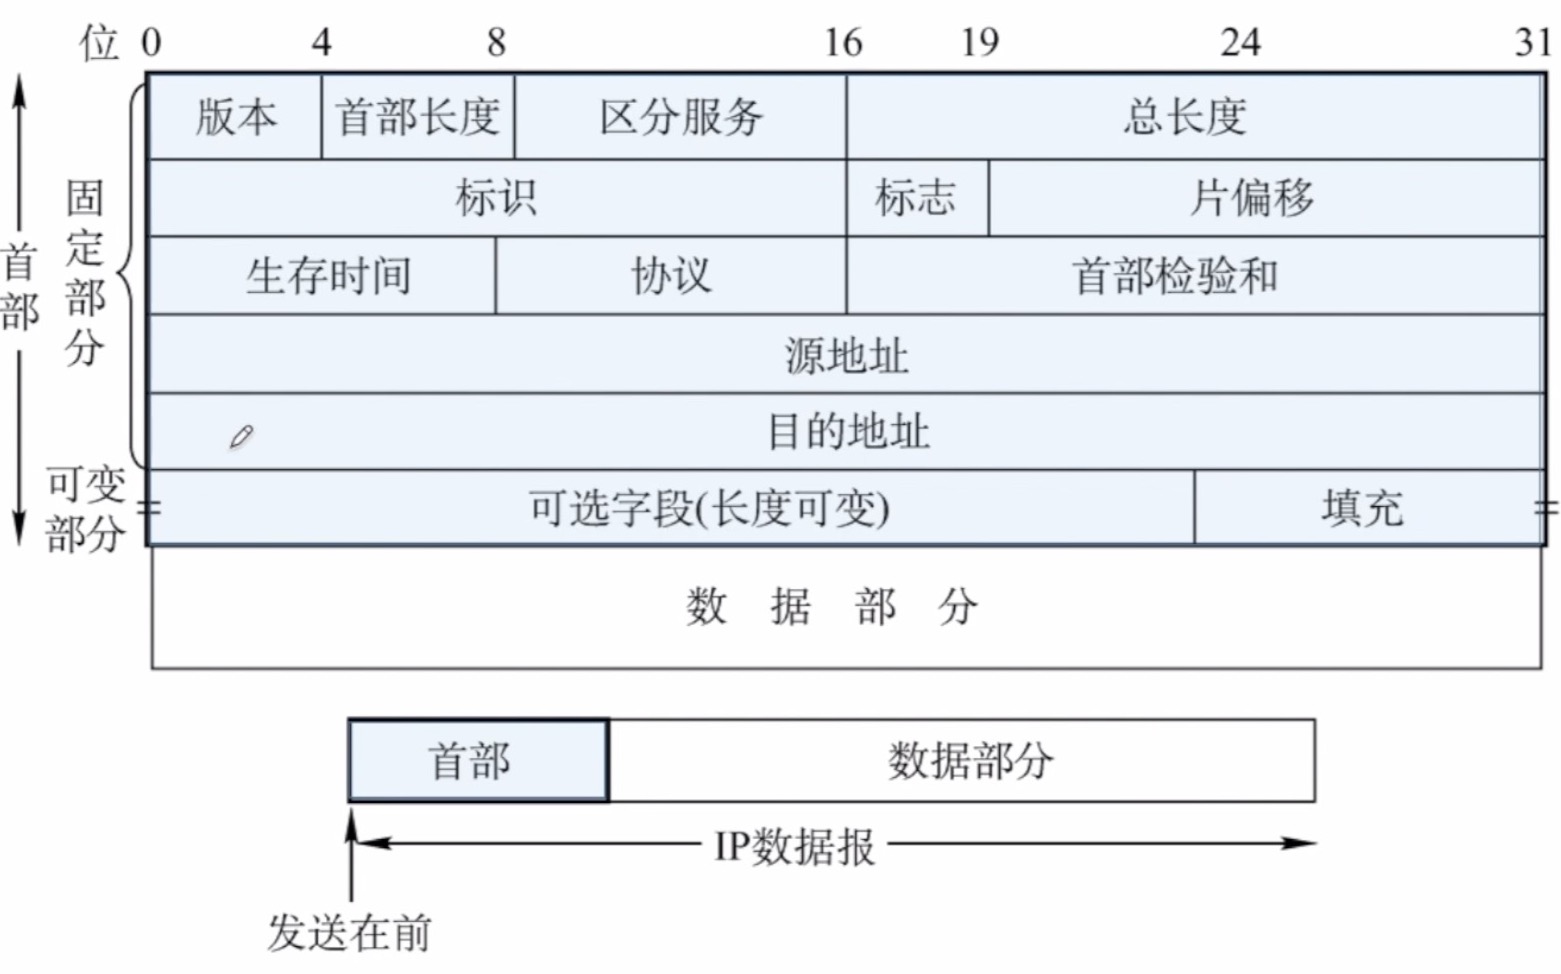 位 0 4 8 16 19 24 31
版本 首部长度 区分服务 总长度
标识 标志 片偏移
生存时间 协议 首部检验和
源地址
目的地址
可选字段(长度可变) 填充
首部
固定部分
可变
部分
数 据 部 分
首部 数据部分
IP数据报
发送在前